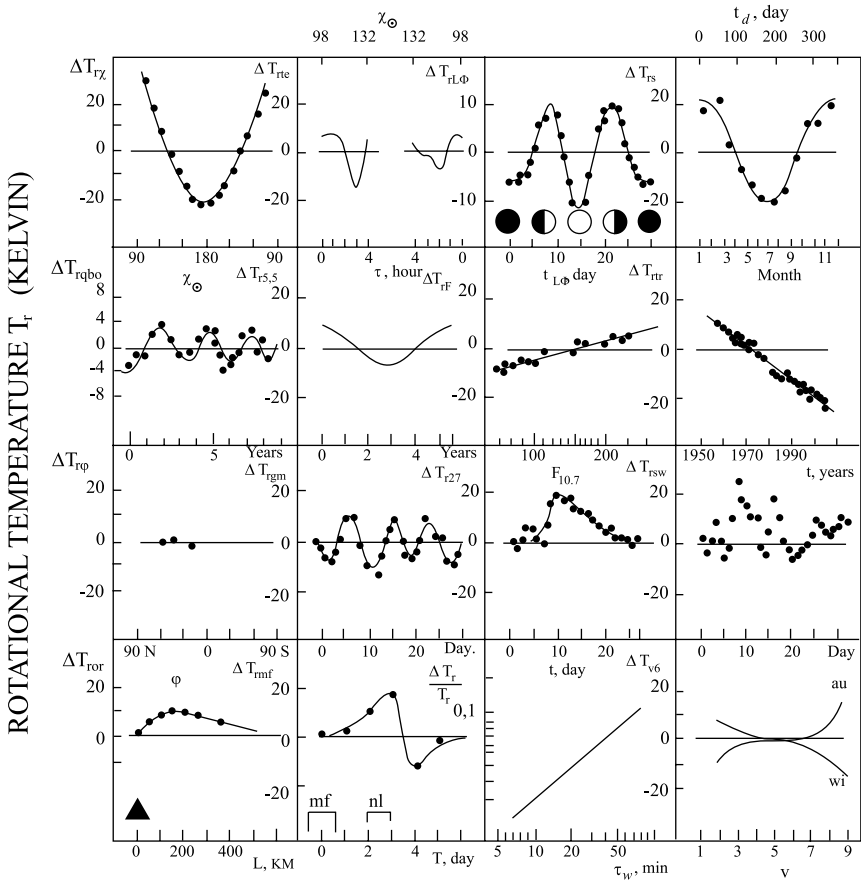 χ⊙
t_d, day
98 132 132 98
0 100 200 300
ΔT_rχ
ΔT_rte
ΔT_rLΦ
ΔT_rs
20
20
10
20
0
0
0
0
-20
-20
-10
-20
90 180 90
4 0 4 0
0 10 20 30
1 3 5 7 9 11
χ⊙
τ, hour
t_LΦ, day
Month
ΔT_rqbo
ΔT_r5,5
ΔT_rF
ΔT_rtr
8
4
0
-4
-8
20
20
20
0
0
0
-20
-20
-20
0 5 Years
0 2 4 Years
100 200
1950 1970 1990
F_10.7
t, years
ΔT_rφ
ΔT_rgm
ΔT_r27
ΔT_rsw
20
20
20
20
0
0
0
0
-20
-20
-20
-20
90 N 0 90 S
0 10 20 Day.
0 10 20
0 10 20 Day
φ
t, day
ΔT_ror
ΔT_rmf
ΔT_r
T_r
ΔT_v6
20
20
0,1
20
0
0
0
-20
-20
au
wi
mf nl
0 200 400
0 2 4 6
5 10 50
1 5 9
L, KM
T, day
τ_w, min
v
ROTATIONAL TEMPERATURE T_r (KELVIN)